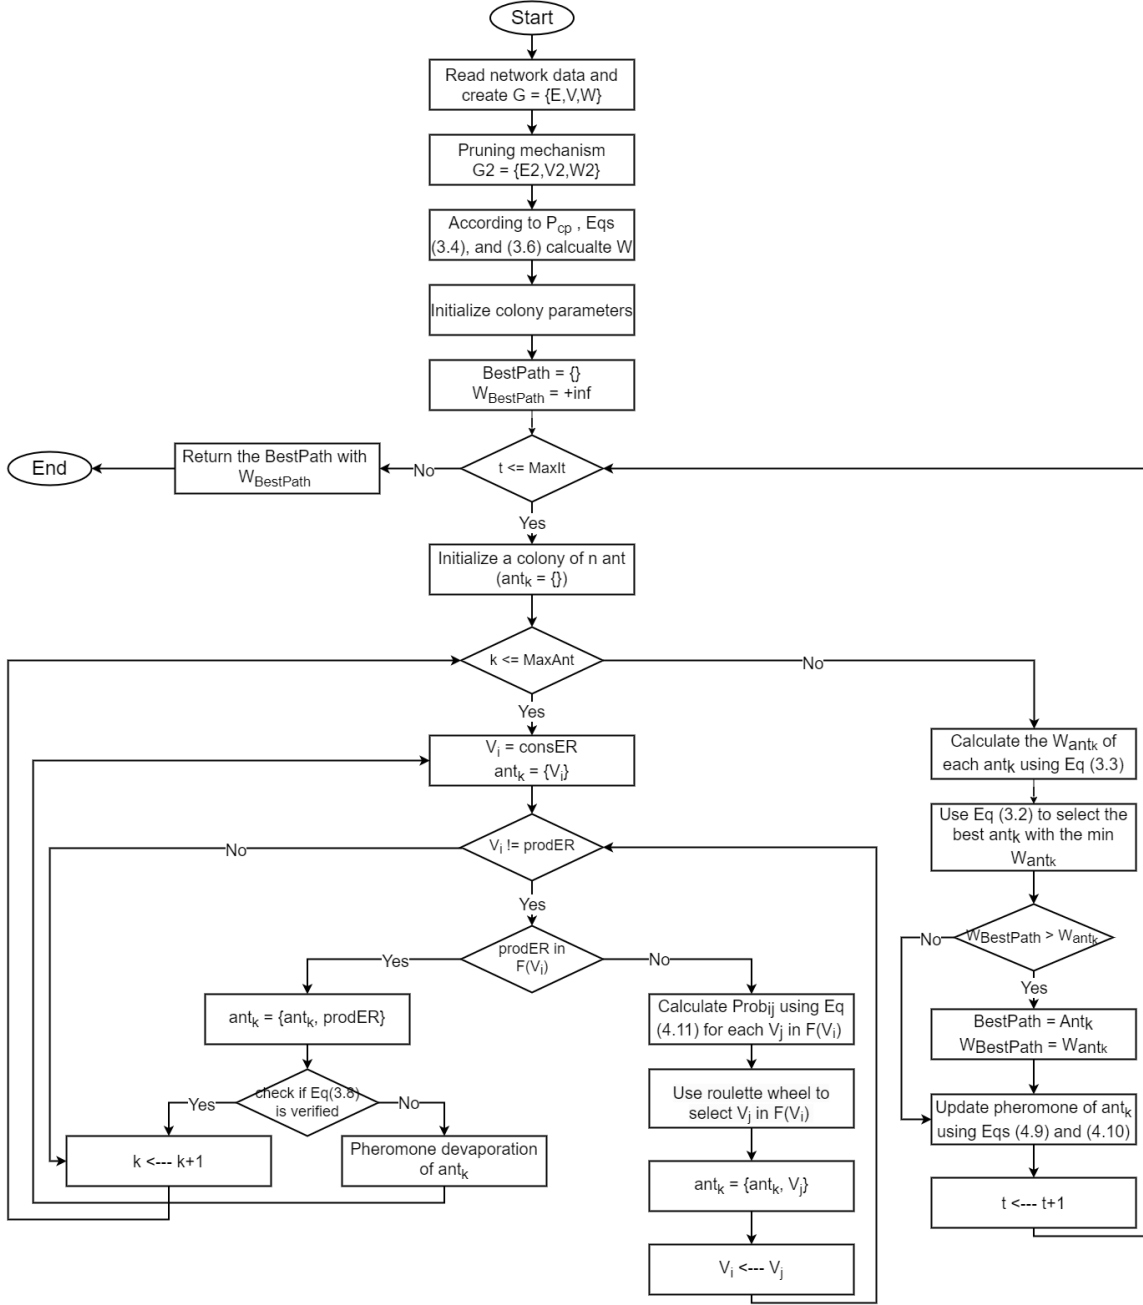 Start
Read network data and
create G = {E,V,W}
Pruning mechanism
G2 = {E2,V2,W2}
According to Pcp , Eqs
(3.4), and (3.6) calcualte W
Initialize colony parameters
BestPath = {}
WBestPath = +inf
t <= MaxIt
No
Return the BestPath with
WBestPath
End
Yes
Initialize a colony of n ant
(antk = {})
k <= MaxAnt
No
Yes
Vi = consER
antk = {Vi}
Vi != prodER
No
Yes
prodER in
F(Vi)
Yes
No
antk = {antk, prodER}
check if Eq(3.8)
is verified
Yes
No
k <--- k+1
Pheromone devaporation
of antk
Calculate Probij using Eq
(4.11) for each Vj in F(Vi)
Use roulette wheel to
select Vj in F(Vi)
antk = {antk, Vj}
Vi <--- Vj
Calculate the Wantk of
each antk using Eq (3.3)
Use Eq (3.2) to select the
best antk with the min
Wantk
WBestPath > Wantk
No
Yes
BestPath = Antk
WBestPath = Wantk
Update pheromone of antk
using Eqs (4.9) and (4.10)
t <--- t+1